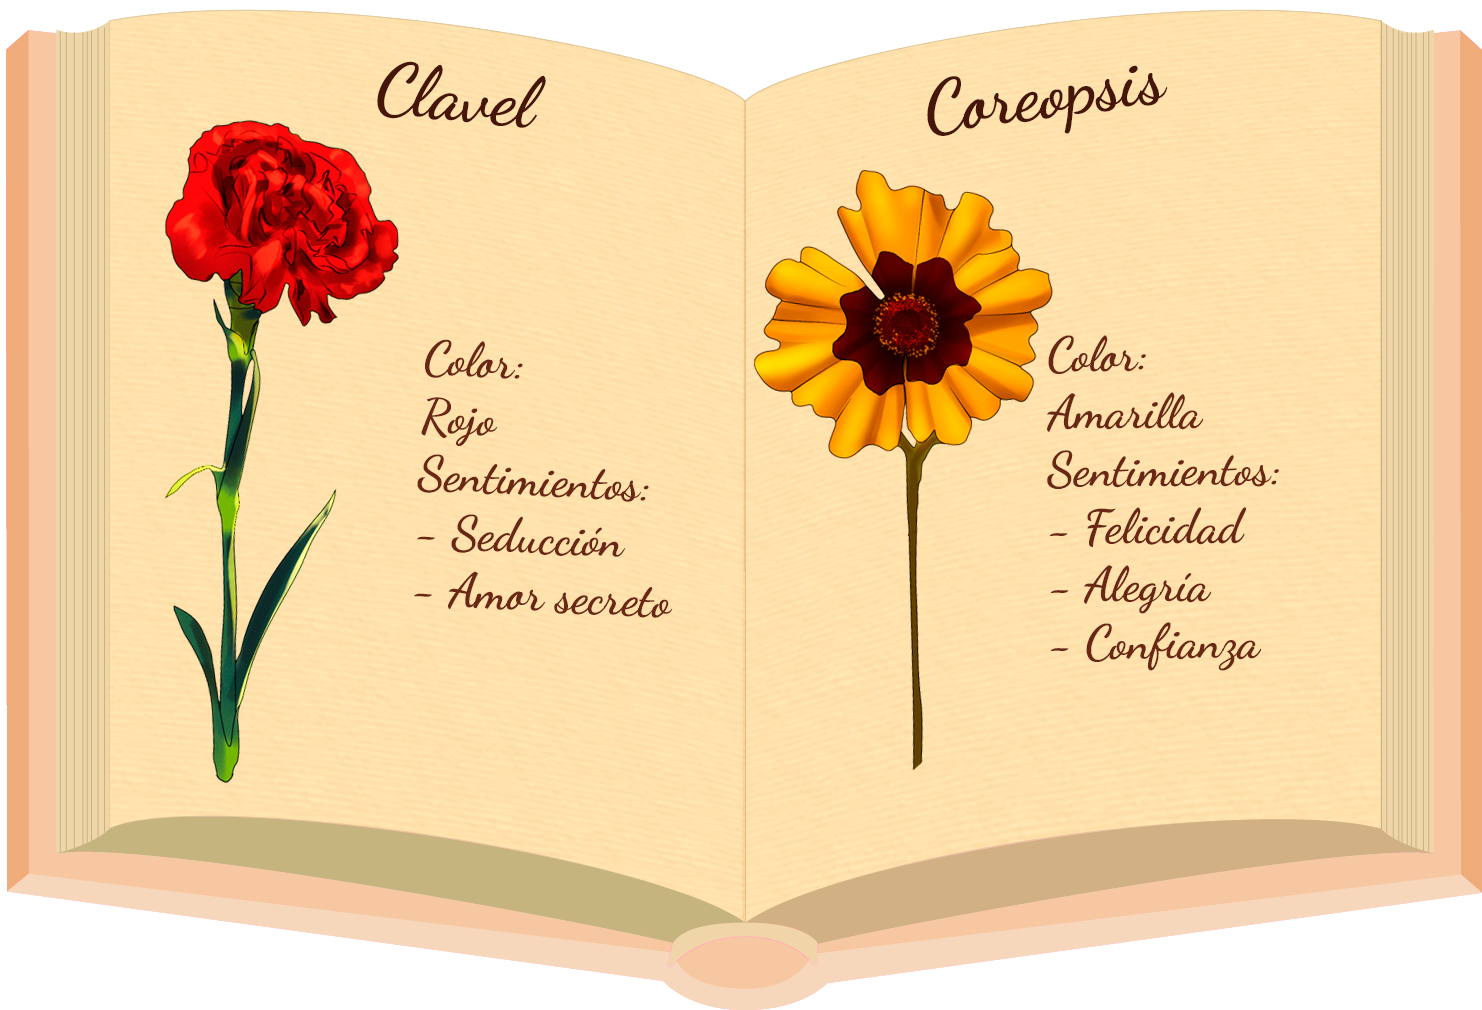 Clavel
Color:
Rojo
Sentimientos:
- Seducción
- Amor secreto
Coreopsis
Color:
Amarilla
Sentimientos:
- Felicidad
- Alegría
- Confianza